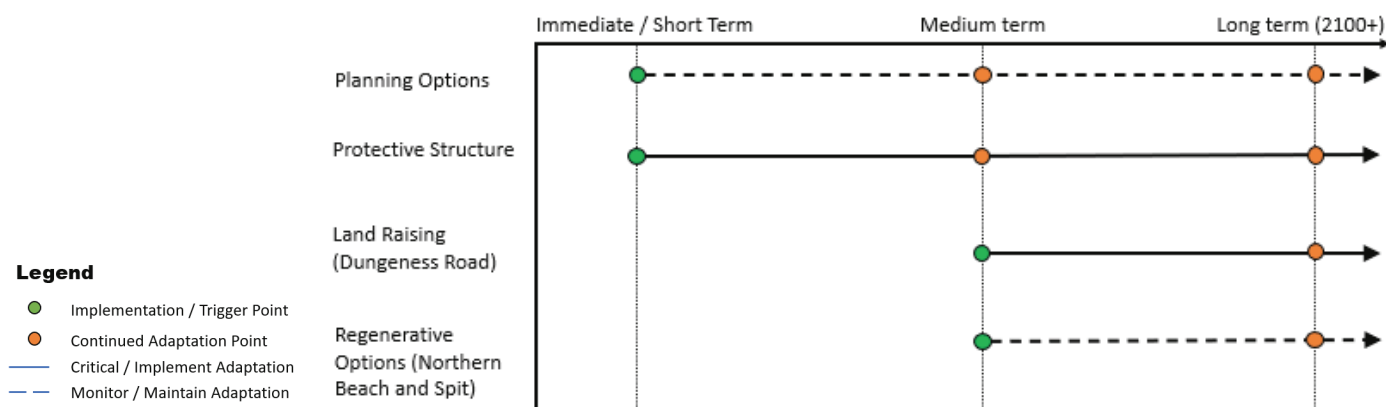 Immediate / Short Term
Medium term
Long term (2100+)
Planning Options
Protective Structure
Land Raising
(Dungeness Road)
Regenerative
Options (Northern
Beach and Spit)
Legend
Implementation / Trigger Point
Continued Adaptation Point
Critical / Implement Adaptation
Monitor / Maintain Adaptation